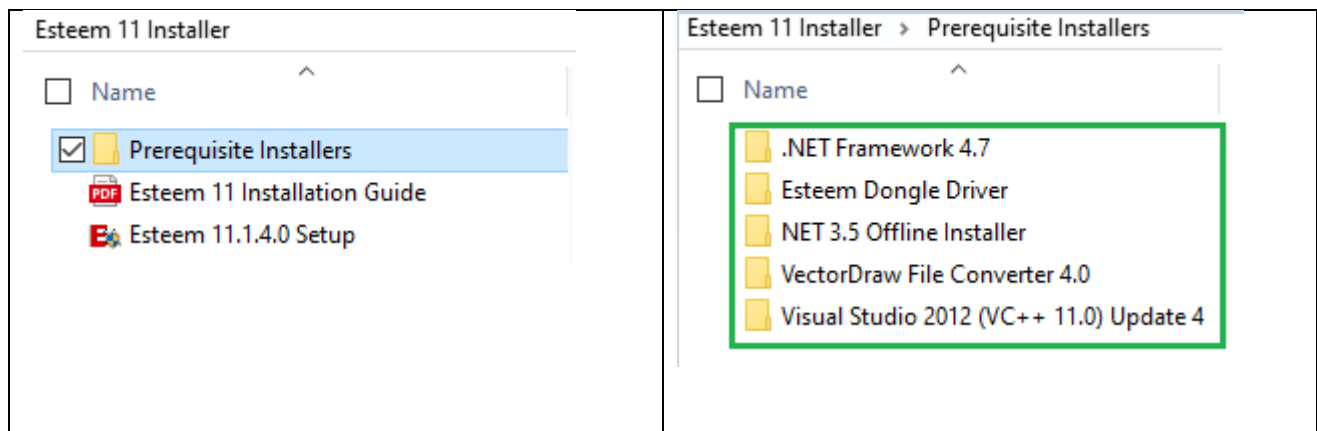 Esteem 11 Installer
Name
Prerequisite Installers
PDF Esteem 11 Installation Guide
Esteem 11.1.4.0 Setup
Esteem 11 Installer > Prerequisite Installers
Name
.NET Framework 4.7
Esteem Dongle Driver
NET 3.5 Offline Installer
VectorDraw File Converter 4.0
Visual Studio 2012 (VC++ 11.0) Update 4